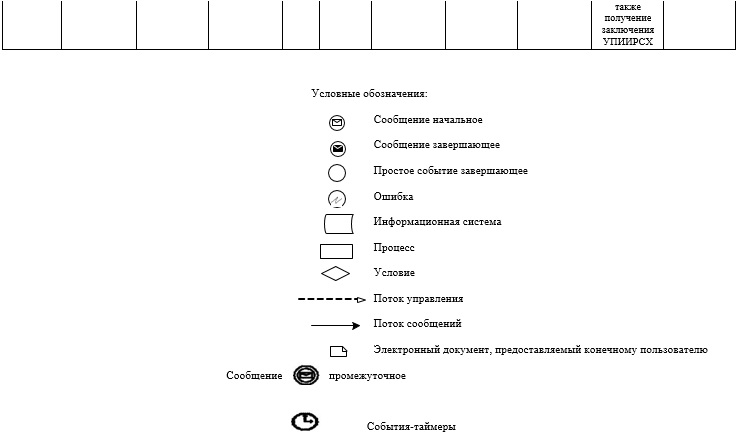 также
получение
заключения
УПИИРСХ
Условные обозначения:
Сообщение начальное
Сообщение завершающее
Простое событие завершающее
Ошибка
Информационная система
Процесс
Условие
Поток управления
Поток сообщений
Электронный документ, предоставляемый конечному пользователю
Сообщение промежуточное
События-таймеры